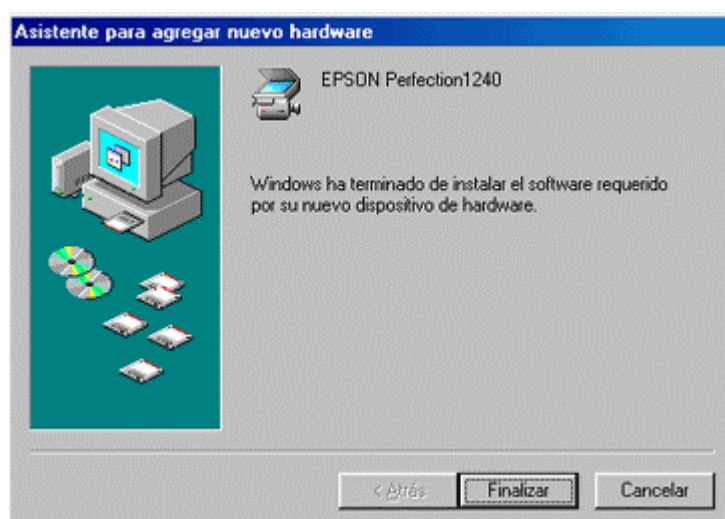 Asistente para agregar nuevo hardware
EPSON Perfection1240
Windows ha terminado de instalar el software requerido
por su nuevo dispositivo de hardware.
< Atrás
Finalizar
Cancelar